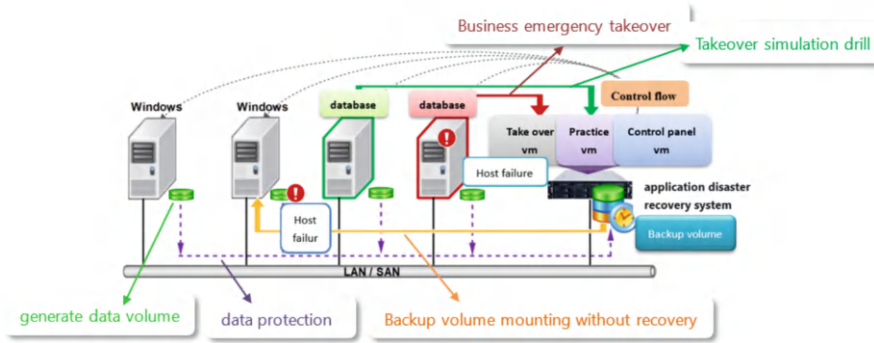 Business emergency takeover
Takeover simulation drill
Control flow
Windows
Windows
database
database
Take over
vm
Practice
vm
Control panel
vm
Host failure
application disaster
recovery system
Host
failur
Backup volume
LAN / SAN
generate data volume
data protection
Backup volume mounting without recovery